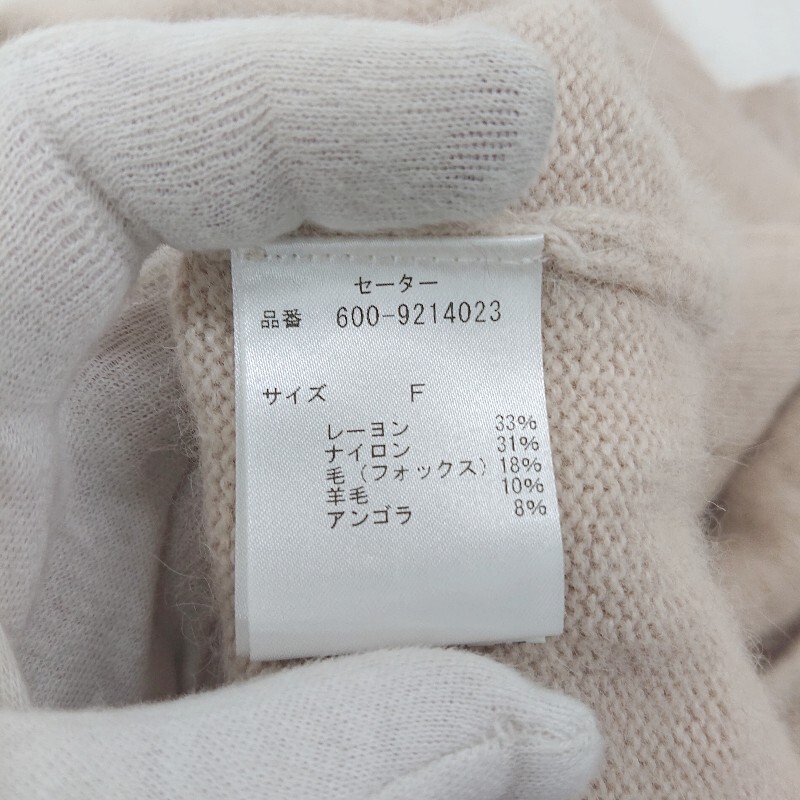 セーター
品番 600-9214023
サイズ F
レーヨン 33%
ナイロン 31%
毛(フォックス) 18%
羊毛 10%
アンゴラ 8%